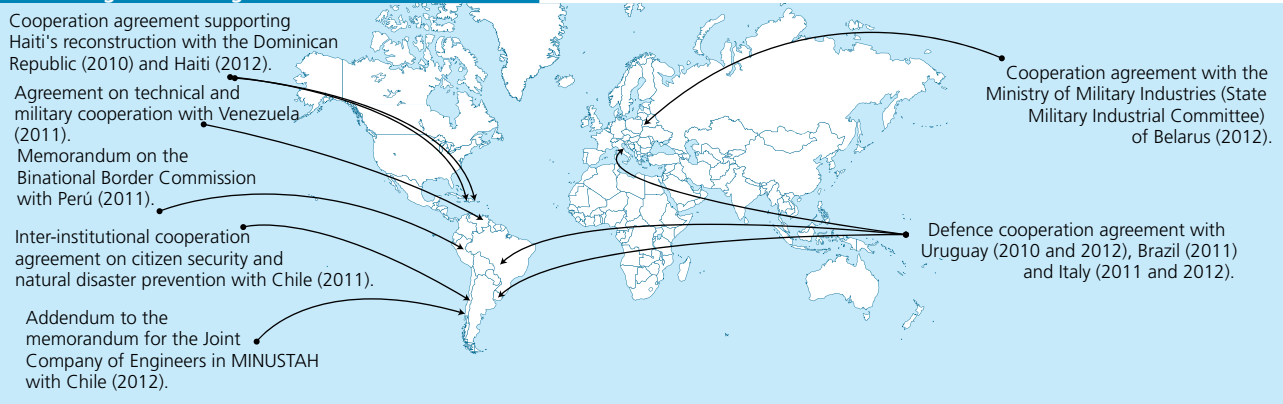 Cooperation agreement supporting
Haiti's reconstruction with the Dominican
Republic (2010) and Haiti (2012).
Agreement on technical and
military cooperation with Venezuela
(2011).
Memorandum on the
Binational Border Commission
with Perú (2011).
Inter-institutional cooperation
agreement on citizen security and
natural disaster prevention with Chile (2011).
Addendum to the
memorandum for the Joint
Company of Engineers in MINUSTAH
with Chile (2012).
Cooperation agreement with the
Ministry of Military Industries (State
Military Industrial Committee)
of Belarus (2012).
Defence cooperation agreement with
Uruguay (2010 and 2012), Brazil (2011)
and Italy (2011 and 2012).